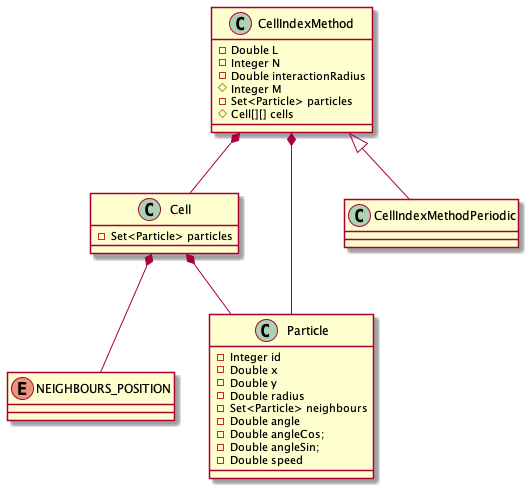 C CellIndexMethod
Double L
Integer N
Double interactionRadius
Integer M
Set<Particle> particles
Cell[][] cells
C Cell
Set<Particle> particles
C CellIndexMethodPeriodic
E NEIGHBOURS_POSITION
C Particle
Integer id
Double x
Double y
Double radius
Set<Particle> neighbours
Double angle
Double angleCos;
Double angleSin;
Double speed